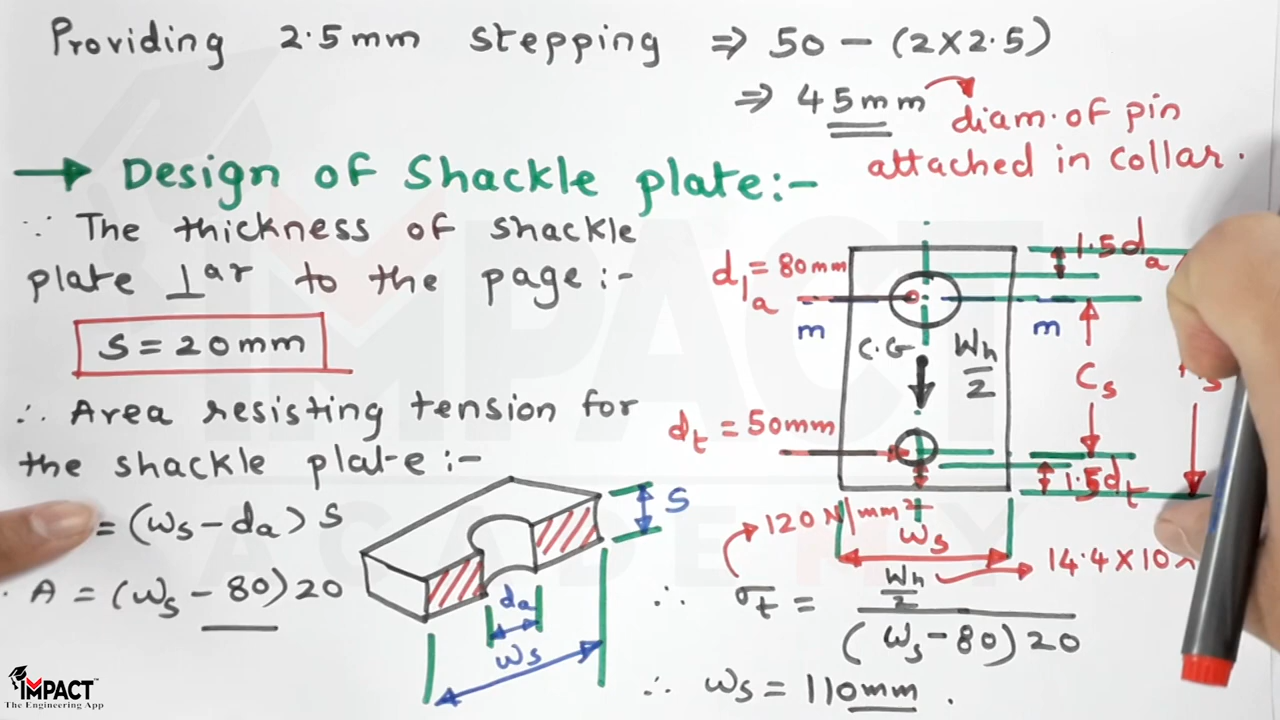 Providing 2.5mm stepping ⇒ 50 – (2×2.5)
⇒ 45mm
diam. of pin
attached in collar.
→ Design of Shackle plate:-
∵ The thickness of shackle
plate ⊥ar to the page :-
S = 20mm
∴ Area resisting tension for
the shackle plate :-
= (ws – da) S
A = (ws – 80) 20
S
da
ws
1.5da
d1a = 80mm
m
m
C.G
Wh/2
Cs
dt = 50mm
1.5dt
120 N/mm²
ws
14.4×10
∴ σt = Wh/2 / (ws – 80) 20
∴ ws = 110mm.
IMPACT
ACADEMY
IMPACT
The Engineering App